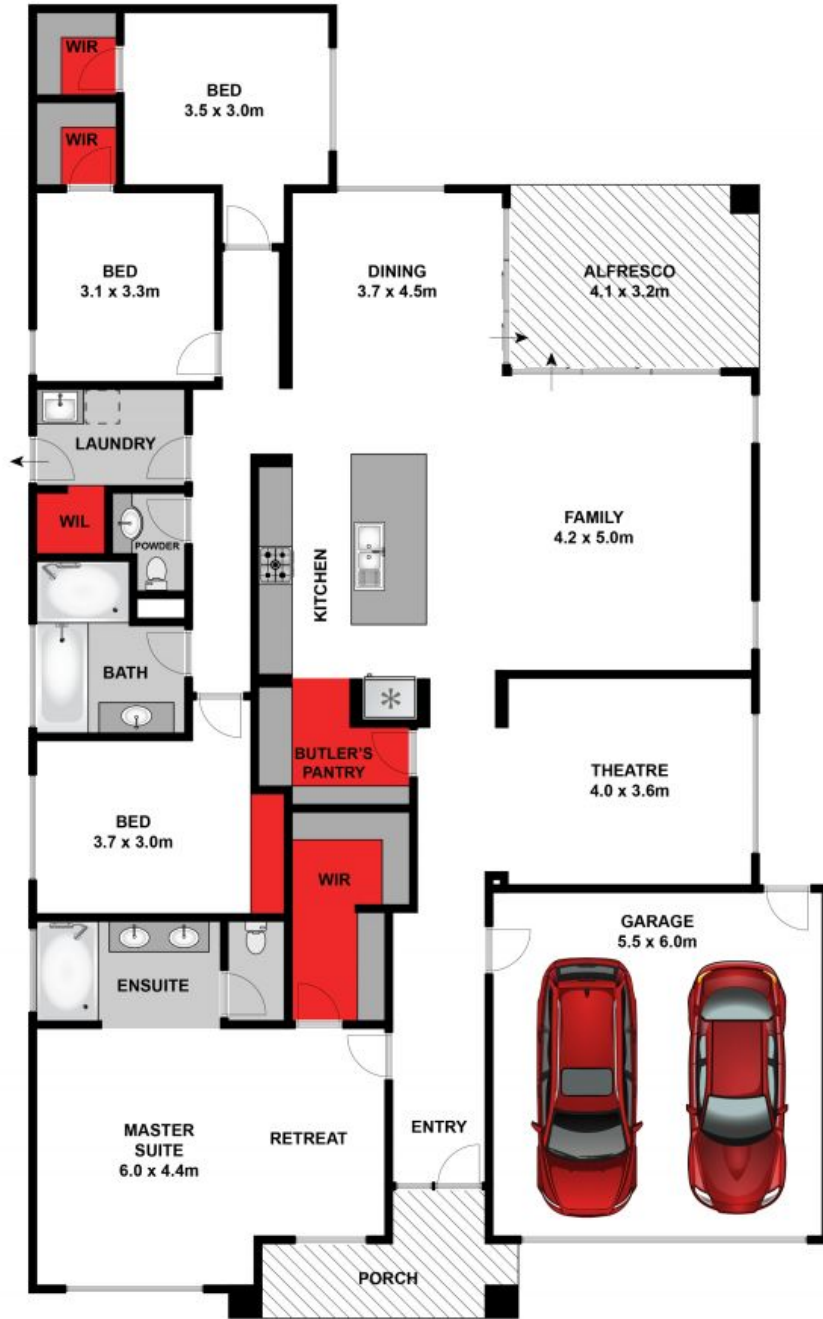 WIR
BED
3.5 x 3.0m
WIR
BED
3.1 x 3.3m
DINING
3.7 x 4.5m
ALFRESCO
4.1 x 3.2m
LAUNDRY
WIL
POWDER
KITCHEN
FAMILY
4.2 x 5.0m
BATH
BUTLER'S
PANTRY
THEATRE
4.0 x 3.6m
BED
3.7 x 3.0m
WIR
GARAGE
5.5 x 6.0m
ENSUITE
MASTER
SUITE
6.0 x 4.4m
RETREAT
ENTRY
PORCH